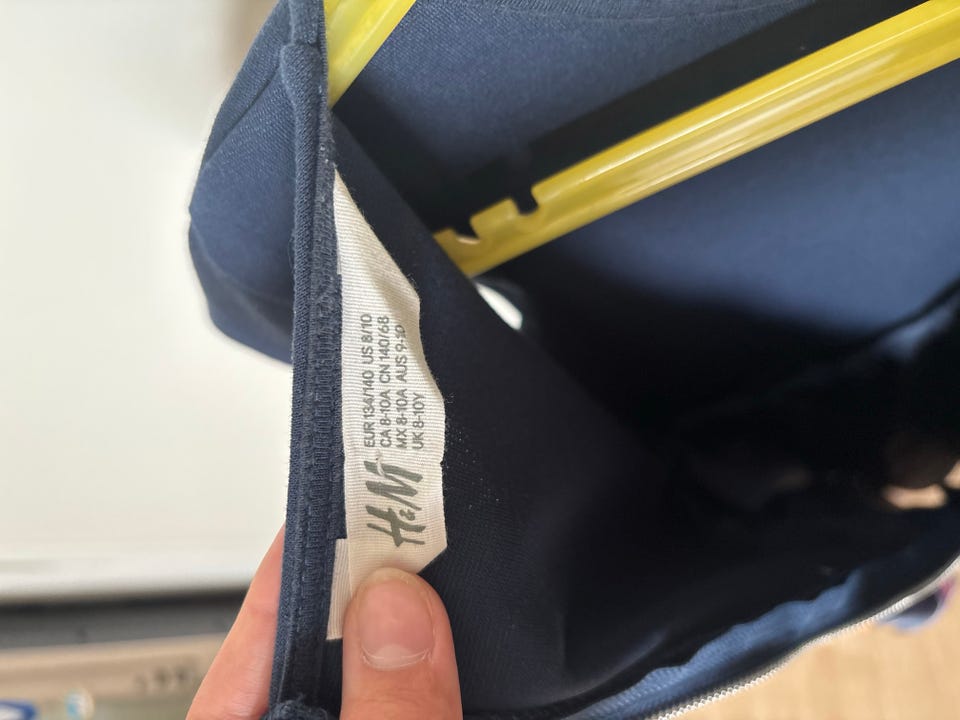 H&M
EUR 134/140 US 8/10
CA 8-10A CN 140/68
MX 8-10A AUS 9-10
UK 8-10Y